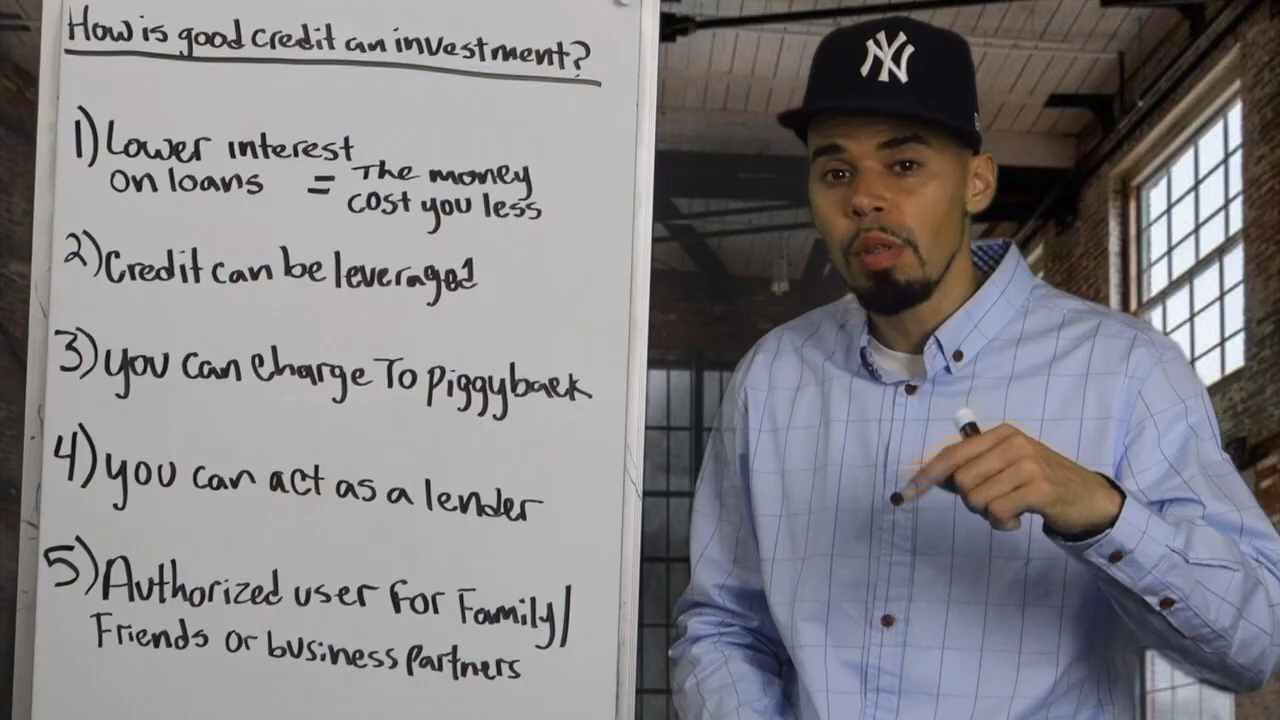 How is good credit an investment?
1) Lower interest
on loans = The money
cost you less
2) Credit can be leveraged
3) you can charge To piggyback
4) you can act as a lender
5) Authorized user for Family/
Friends or business partners
NY